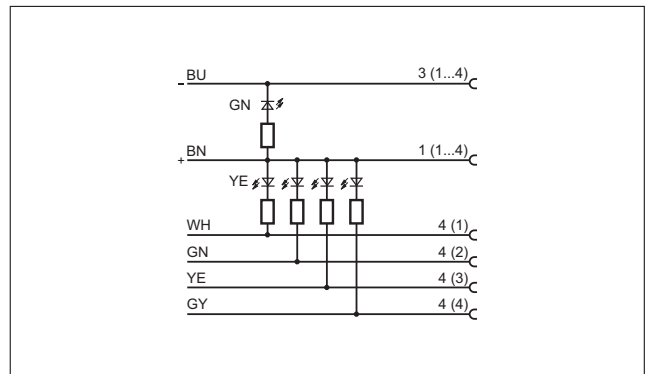 - BU 3 (1...4)
GN
+ BN 1 (1...4)
YE
WH 4 (1)
GN 4 (2)
YE 4 (3)
GY 4 (4)